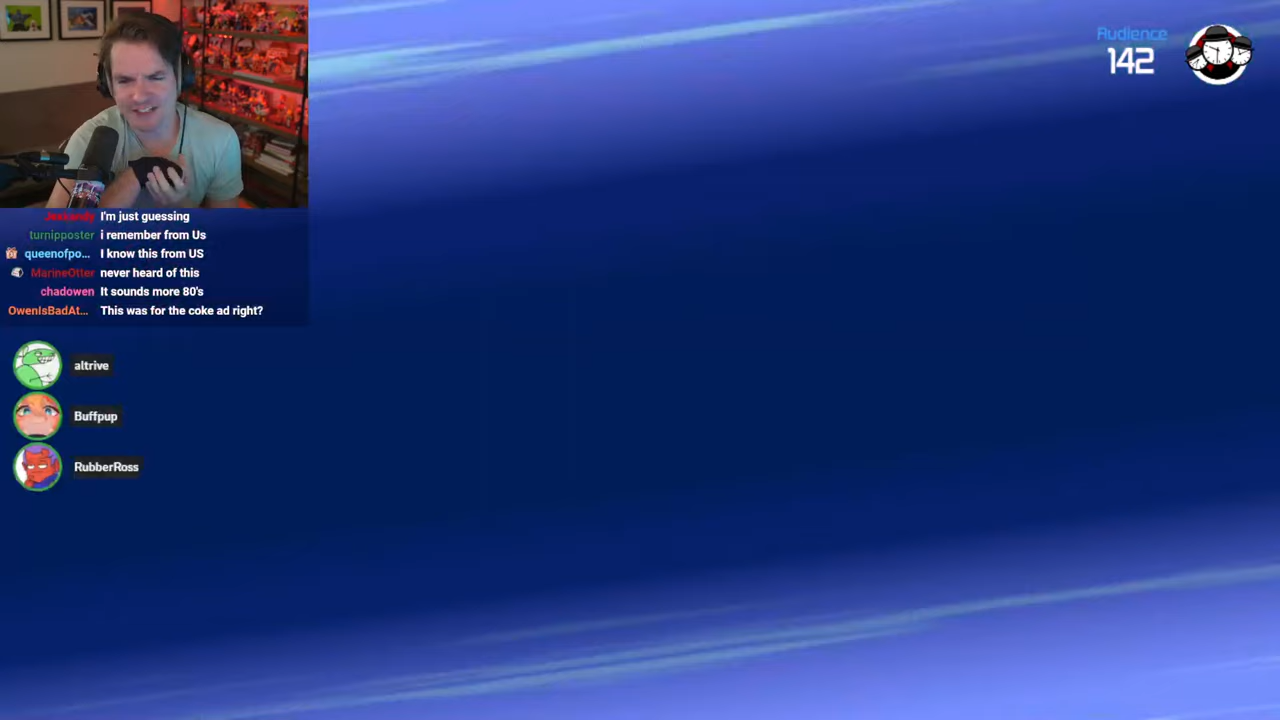 Audience
142
I'm just guessing
turnipposter i remember from Us
queenofpo... I know this from US
MarineOtter never heard of this
chadowen It sounds more 80's
OwenIsBadAt... This was for the coke ad right?
altrive
Buffpup
RubberRoss